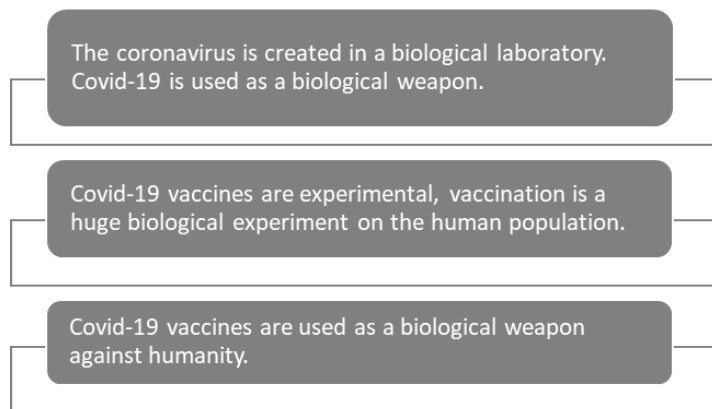 The coronavirus is created in a biological laboratory.
Covid-19 is used as a biological weapon.
Covid-19 vaccines are experimental, vaccination is a
huge biological experiment on the human population.
Covid-19 vaccines are used as a biological weapon
against humanity.